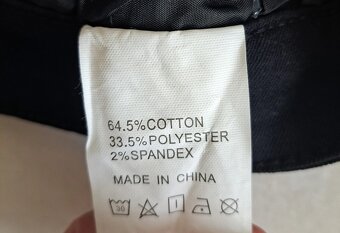 64.5%COTTON
33.5%POLYESTER
2%SPANDEX
MADE IN CHINA
30